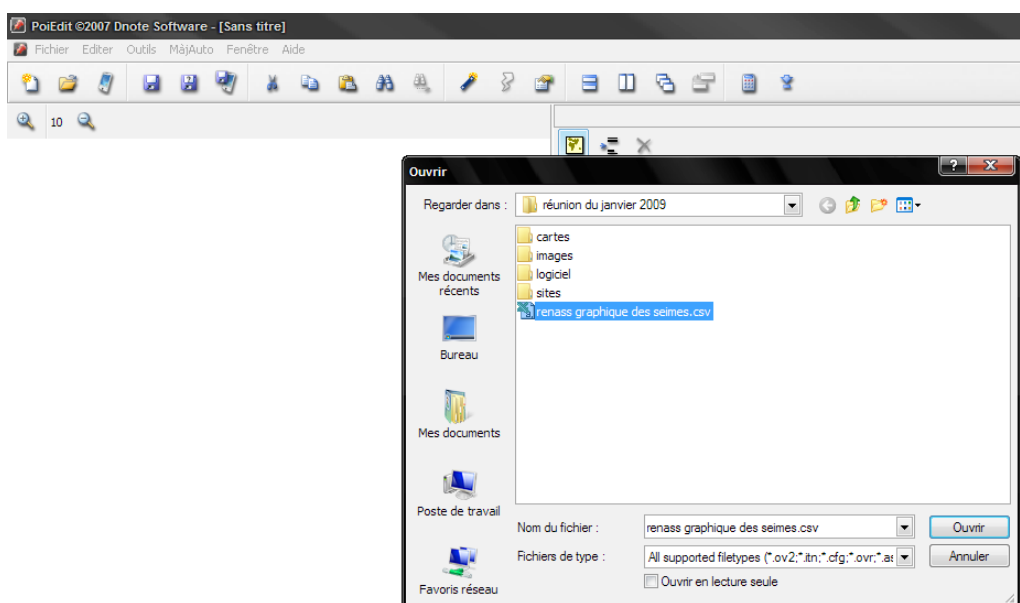 PoiEdit ©2007 Dnote Software - [Sans titre]
Fichier Editer Outils MàjAuto Fenêtre Aide
10
Ouvrir
Regarder dans : réunion du janvier 2009
cartes
images
logiciel
sites
renass graphique des seimes.csv
Mes documents
récents
Bureau
Mes documents
Poste de travail
Favoris réseau
Nom du fichier : renass graphique des seimes.csv Ouvrir
Fichiers de type : All supported filetypes (*.ov2;*.itn;*.cfg;*.ovr;*.as Annuler
Ouvrir en lecture seule